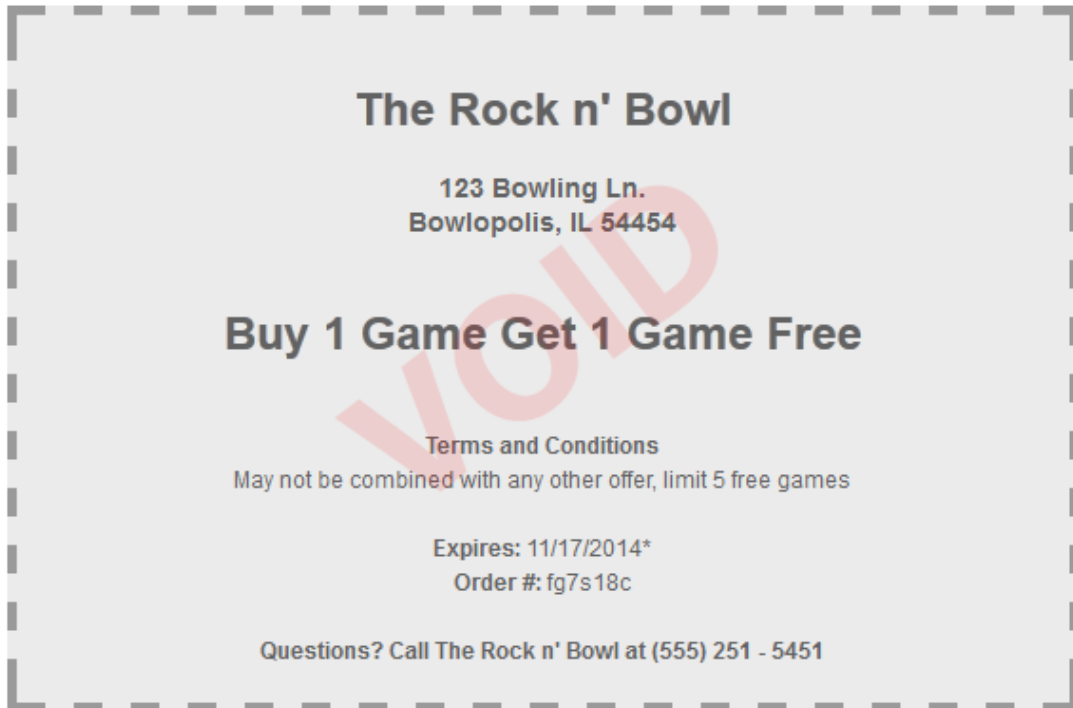 The Rock n' Bowl
123 Bowling Ln.
Bowlopolis, IL 54454
VOID
Buy 1 Game Get 1 Game Free
Terms and Conditions
May not be combined with any other offer, limit 5 free games
Expires: 11/17/2014*
Order #: fg7s18c
Questions? Call The Rock n' Bowl at (555) 251 - 5451